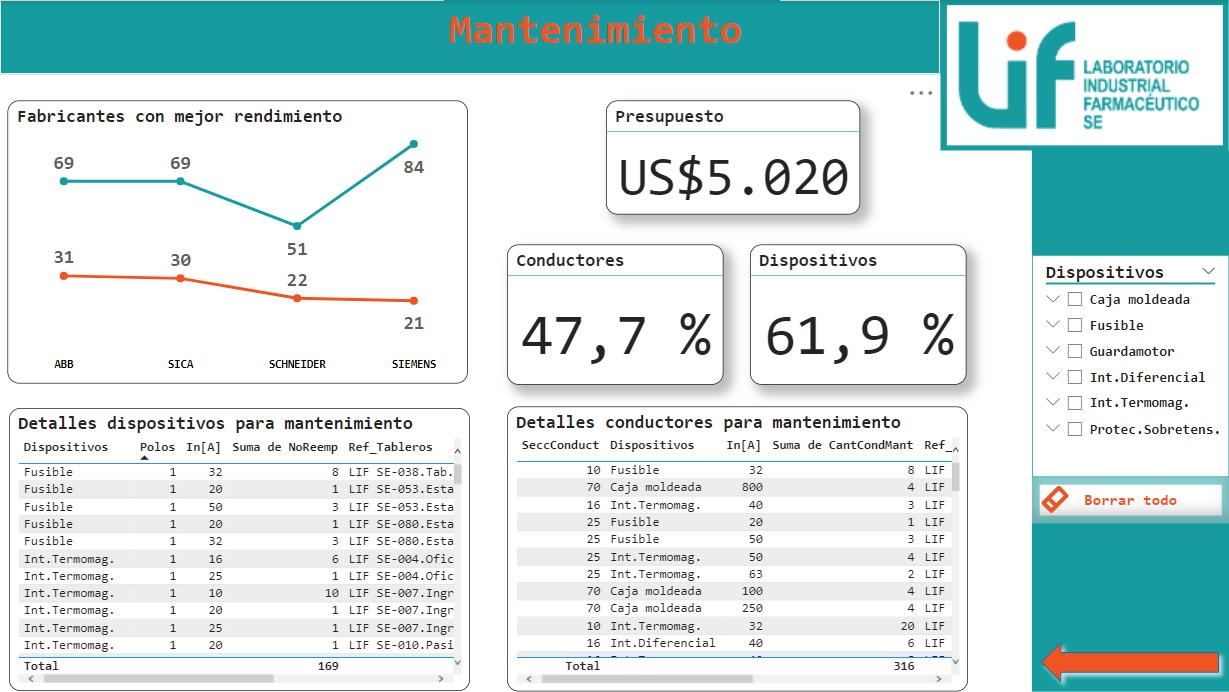 Mantenimiento
LABORATORIO
INDUSTRIAL
FARMACÉUTICO
SE
Fabricantes con mejor rendimiento
69 69 84
51
31 30 22 21
ABB SICA SCHNEIDER SIEMENS
Presupuesto
US$5.020
Conductores
47,7 %
Dispositivos
61,9 %
Dispositivos
Caja moldeada
Fusible
Guardamotor
Int.Diferencial
Int.Termomag.
Protec.Sobretens.
Borrar todo
Detalles dispositivos para mantenimiento
Dispositivos Polos In[A] Suma de NoReemp Ref_Tableros
Fusible 1 32 8 LIF SE-038.Tab.
Fusible 1 20 1 LIF SE-053.Esta
Fusible 1 50 3 LIF SE-053.Esta
Fusible 1 20 1 LIF SE-080.Esta
Fusible 1 32 3 LIF SE-080.Esta
Int.Termomag. 1 16 6 LIF SE-004.Ofic
Int.Termomag. 1 25 1 LIF SE-004.Ofic
Int.Termomag. 1 10 10 LIF SE-007.Ingr
Int.Termomag. 1 20 1 LIF SE-007.Ingr
Int.Termomag. 1 25 1 LIF SE-007.Ingr
Int.Termomag. 1 20 1 LIF SE-010.Pasi
Total 169
Detalles conductores para mantenimiento
SeccConduct Dispositivos In[A] Suma de CantCondMant Ref_
10 Fusible 32 8 LIF
70 Caja moldeada 800 4 LIF
16 Int.Termomag. 40 3 LIF
25 Fusible 20 1 LIF
25 Fusible 50 3 LIF
25 Int.Termomag. 50 4 LIF
25 Int.Termomag. 63 2 LIF
70 Caja moldeada 100 4 LIF
70 Caja moldeada 250 4 LIF
10 Int.Termomag. 32 20 LIF
16 Int.Diferencial 40 6 LIF
Total 316